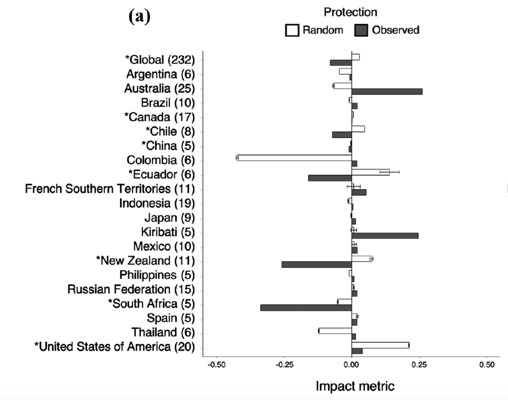 (a)
Protection
Random Observed
*Global (232)
Argentina (6)
Australia (25)
Brazil (10)
*Canada (17)
*Chile (8)
*China (5)
Colombia (6)
*Ecuador (6)
French Southern Territories (11)
Indonesia (19)
Japan (9)
Kiribati (5)
Mexico (10)
*New Zealand (11)
Philippines (5)
Russian Federation (15)
*South Africa (5)
Spain (5)
Thailand (6)
*United States of America (20)
-0.50 -0.25 0.00 0.25 0.50
Impact metric